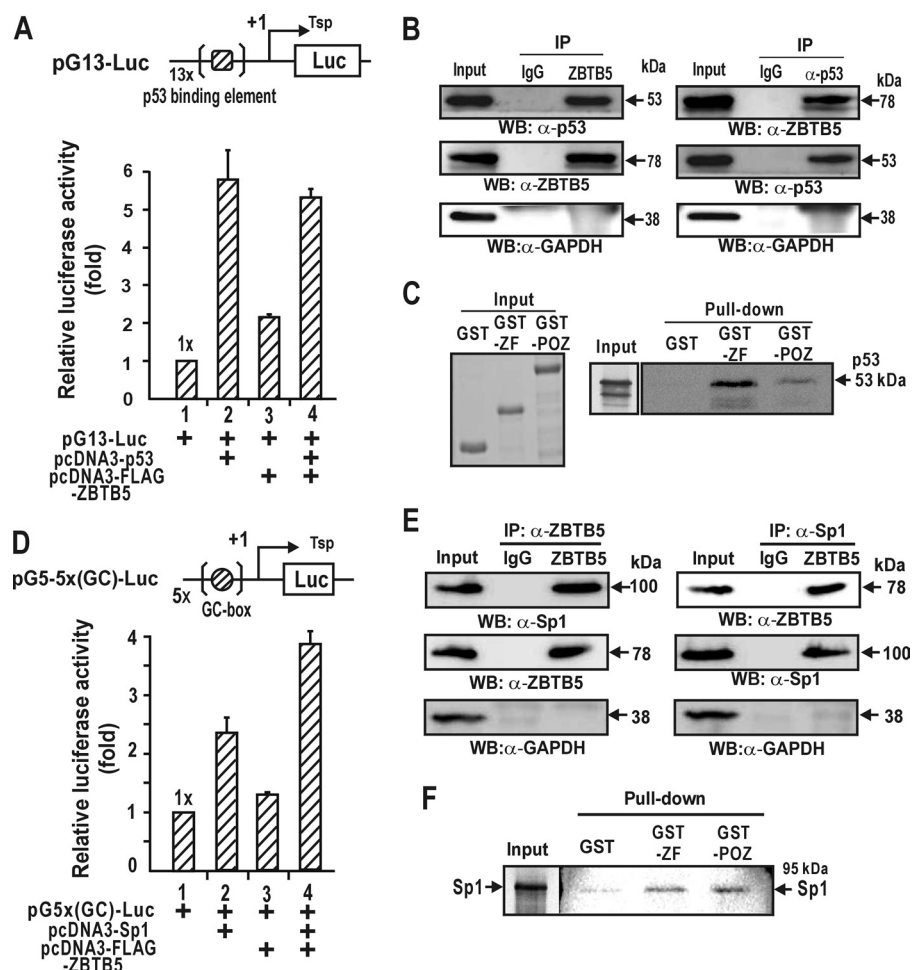 A
pG13-Luc
+1
Tsp
13x
Luc
p53 binding element
Relative luciferase activity
(fold)
6
5
4
3
2
1
0
1x
1 2 3 4
pG13-Luc + + + +
pcDNA3-p53 + +
pcDNA3-FLAG + +
-ZBTB5
B
IP
Input IgG ZBTB5 kDa
53
WB: α-p53
78
WB: α-ZBTB5
38
WB:α-GAPDH
IP
Input IgG α-p53 kDa
78
WB: α-ZBTB5
53
WB: α-p53
38
WB:α-GAPDH
C
Input
GST GST-ZF GST-POZ
Pull-down
Input GST GST-ZF GST-POZ
p53
53 kDa
D
pG5-5x(GC)-Luc
+1
Tsp
5x
Luc
GC-box
Relative luciferase activity
(fold)
4
3
2
1
0
1x
1 2 3 4
pG5x(GC)-Luc + + + +
pcDNA3-Sp1 + +
pcDNA3-FLAG + +
-ZBTB5
E
IP: α-ZBTB5
Input IgG ZBTB5 kDa
100
WB: α-Sp1
78
WB: α-ZBTB5
38
WB:α-GAPDH
IP: α-Sp1
Input IgG ZBTB5 kDa
78
WB: α-ZBTB5
100
WB: α-Sp1
38
WB:α-GAPDH
F
Pull-down
Input GST GST-ZF GST-POZ
95 kDa
Sp1 Sp1